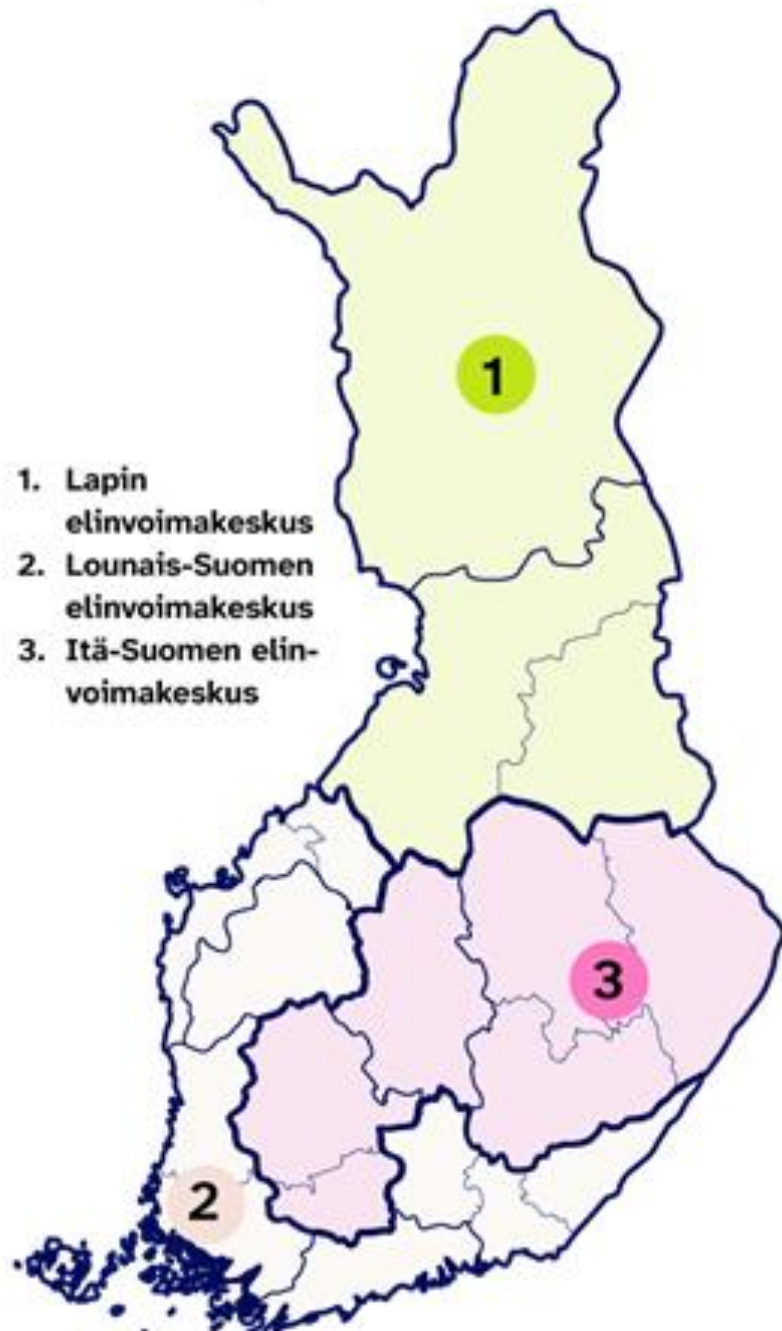 1
1. Lapin
elinvoimakeskus
2. Lounais-Suomen
elinvoimakeskus
3. Itä-Suomen elin-
voimakeskus
3
2